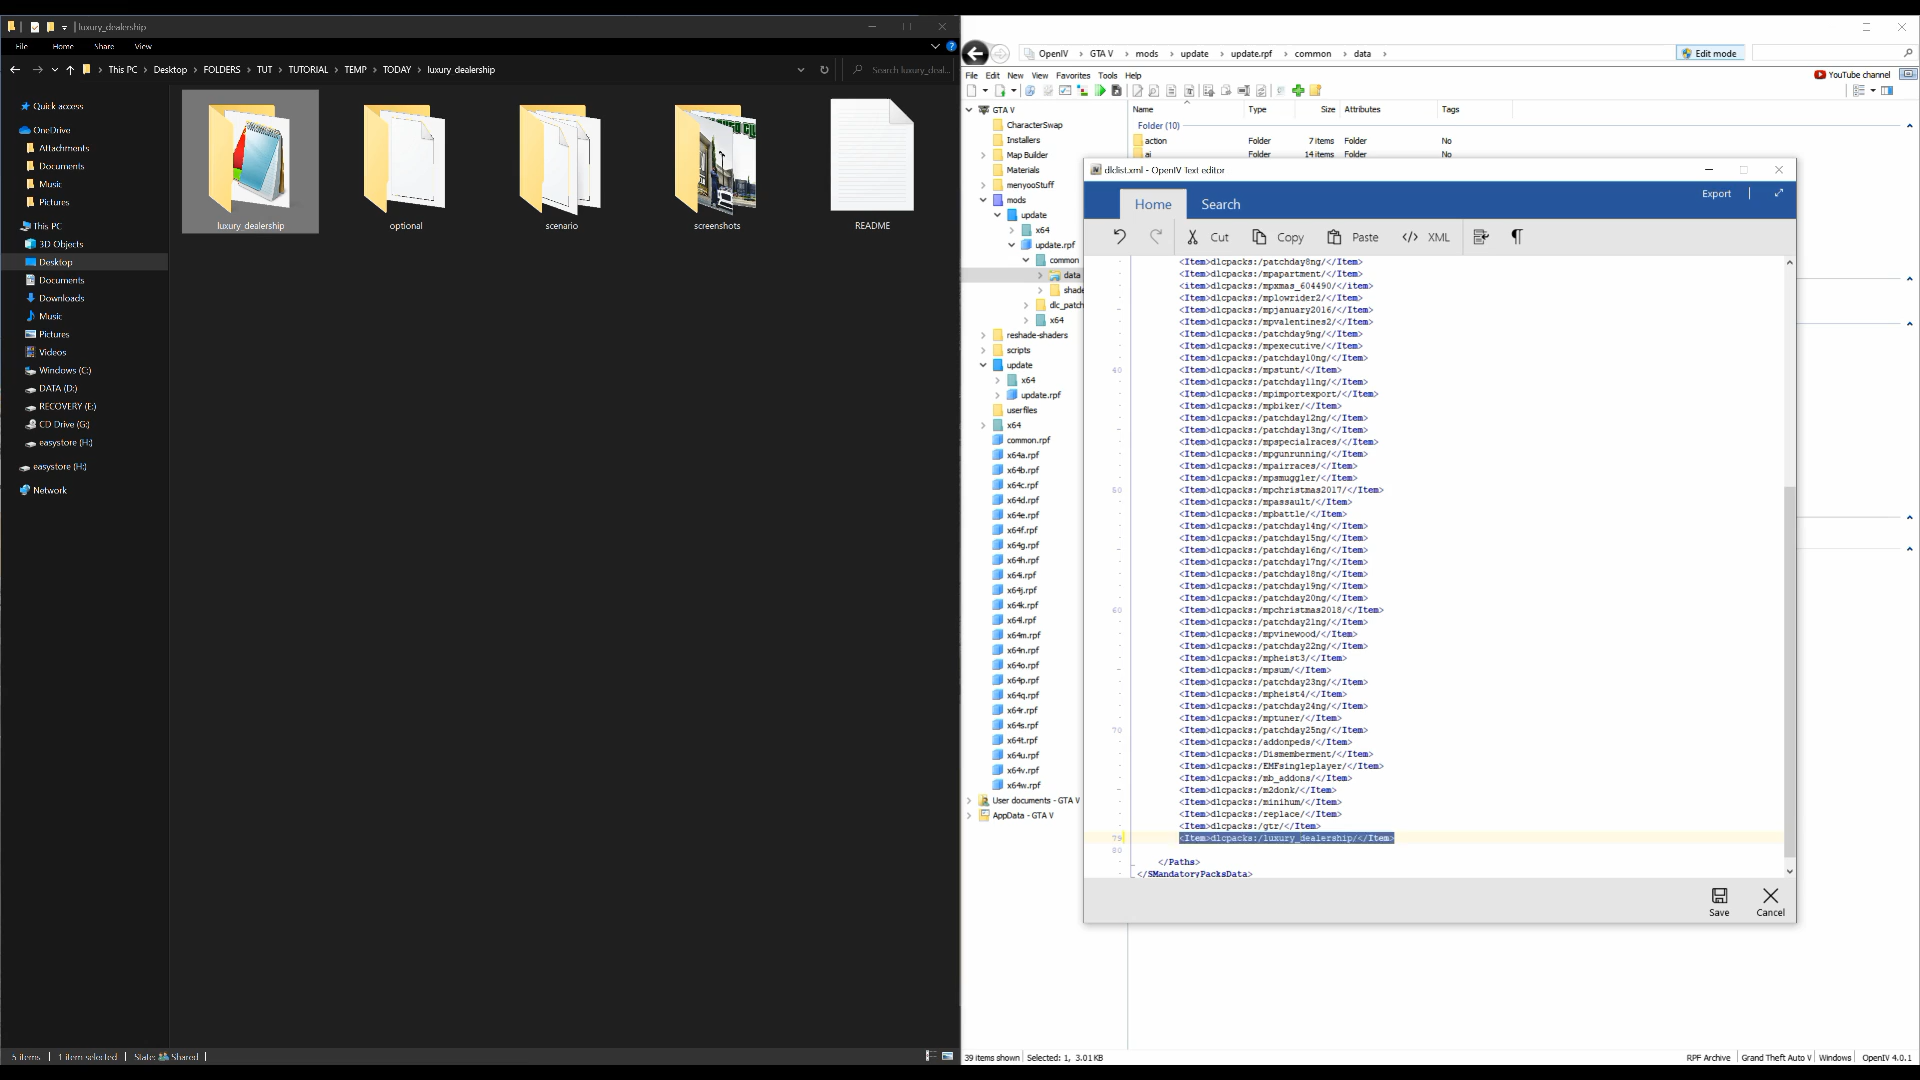 luxury_dealership
File Home Share View
This PC Desktop FOLDERS TUT TUTORIAL TEMP TODAY luxury dealership
Search luxury_deal...
Quick access
OneDrive
Attachments
Documents
Music
Pictures
This PC
3D Objects
Desktop
Documents
Downloads
Music
Pictures
Videos
Windows (C:)
DATA (D:)
RECOVERY (E:)
CD Drive (G:)
easystore (H:)
easystore (H:)
Network
luxury_dealership
optional
scenario
screenshots
README
5 items 1 item selected State: Shared
OpenIV GTA V mods update update.rpf common data
Edit mode
File Edit New View Favorites Tools Help
YouTube channel
GTA V
CharacterSwap
Installers
Map Builder
Materials
menyooStuff
mods
update
x64
update.rpf
common
data
shade
dlc_patch
x64
reshade-shaders
scripts
update
x64
update.rpf
userfiles
x64
common.rpf
x64a.rpf
x64b.rpf
x64c.rpf
x64d.rpf
x64e.rpf
x64f.rpf
x64g.rpf
x64h.rpf
x64i.rpf
x64j.rpf
x64k.rpf
x64l.rpf
x64m.rpf
x64n.rpf
x64o.rpf
x64p.rpf
x64q.rpf
x64r.rpf
x64s.rpf
x64t.rpf
x64u.rpf
x64v.rpf
x64w.rpf
User documents - GTA V
AppData - GTA V
Name Type Size Attributes Tags
Folder (10)
action Folder 7 items Folder No
ai Folder 14 items Folder No
dlclist.xml - OpenIV Text editor
Home Search Export
Cut Copy Paste </> XML
<Item>dlcpacks:/patchday8ng/</Item>
<Item>dlcpacks:/mpapartment/</Item>
<item>dlcpacks:/mpxmas_604490/</item>
<Item>dlcpacks:/mplowrider2/</Item>
<Item>dlcpacks:/mpjanuary2016/</Item>
<Item>dlcpacks:/mpvalentines2/</Item>
<Item>dlcpacks:/patchday9ng/</Item>
<Item>dlcpacks:/mpexecutive/</Item>
<Item>dlcpacks:/patchday10ng/</Item>
40 <Item>dlcpacks:/mpstunt/</Item>
<Item>dlcpacks:/patchday11ng/</Item>
<Item>dlcpacks:/mpimportexport/</Item>
<Item>dlcpacks:/mpbiker/</Item>
<Item>dlcpacks:/patchday12ng/</Item>
<Item>dlcpacks:/patchday13ng/</Item>
<Item>dlcpacks:/mpspecialraces/</Item>
<Item>dlcpacks:/mpgunrunning/</Item>
<Item>dlcpacks:/mpairraces/</Item>
<Item>dlcpacks:/mpsmuggler/</Item>
50 <Item>dlcpacks:/mpchristmas2017/</Item>
<Item>dlcpacks:/mpassault/</Item>
<Item>dlcpacks:/mpbattle/</Item>
<Item>dlcpacks:/patchday14ng/</Item>
<Item>dlcpacks:/patchday15ng/</Item>
<Item>dlcpacks:/patchday16ng/</Item>
<Item>dlcpacks:/patchday17ng/</Item>
<Item>dlcpacks:/patchday18ng/</Item>
<Item>dlcpacks:/patchday19ng/</Item>
<Item>dlcpacks:/patchday20ng/</Item>
60 <Item>dlcpacks:/mpchristmas2018/</Item>
<Item>dlcpacks:/patchday21ng/</Item>
<Item>dlcpacks:/mpvinewood/</Item>
<Item>dlcpacks:/patchday22ng/</Item>
<Item>dlcpacks:/mpheist3/</Item>
<Item>dlcpacks:/mpsum/</Item>
<Item>dlcpacks:/patchday23ng/</Item>
<Item>dlcpacks:/mpheist4/</Item>
<Item>dlcpacks:/patchday24ng/</Item>
<Item>dlcpacks:/mptuner/</Item>
70 <Item>dlcpacks:/patchday25ng/</Item>
<Item>dlcpacks:/addonpeds/</Item>
<Item>dlcpacks:/Dismemberment/</Item>
<Item>dlcpacks:/EMFsingleplayer/</Item>
<Item>dlcpacks:/mb_addons/</Item>
<Item>dlcpacks:/m2donk/</Item>
<Item>dlcpacks:/minihum/</Item>
<Item>dlcpacks:/replace/</Item>
<Item>dlcpacks:/gtr/</Item>
79 <Item>dlcpacks:/luxury_dealership/</Item>
80
</Paths>
</SMandatoryPacksData>
Save Cancel
39 items shown Selected: 1, 3.01 KB
RPF Archive Grand Theft Auto V Windows OpenIV 4.0.1